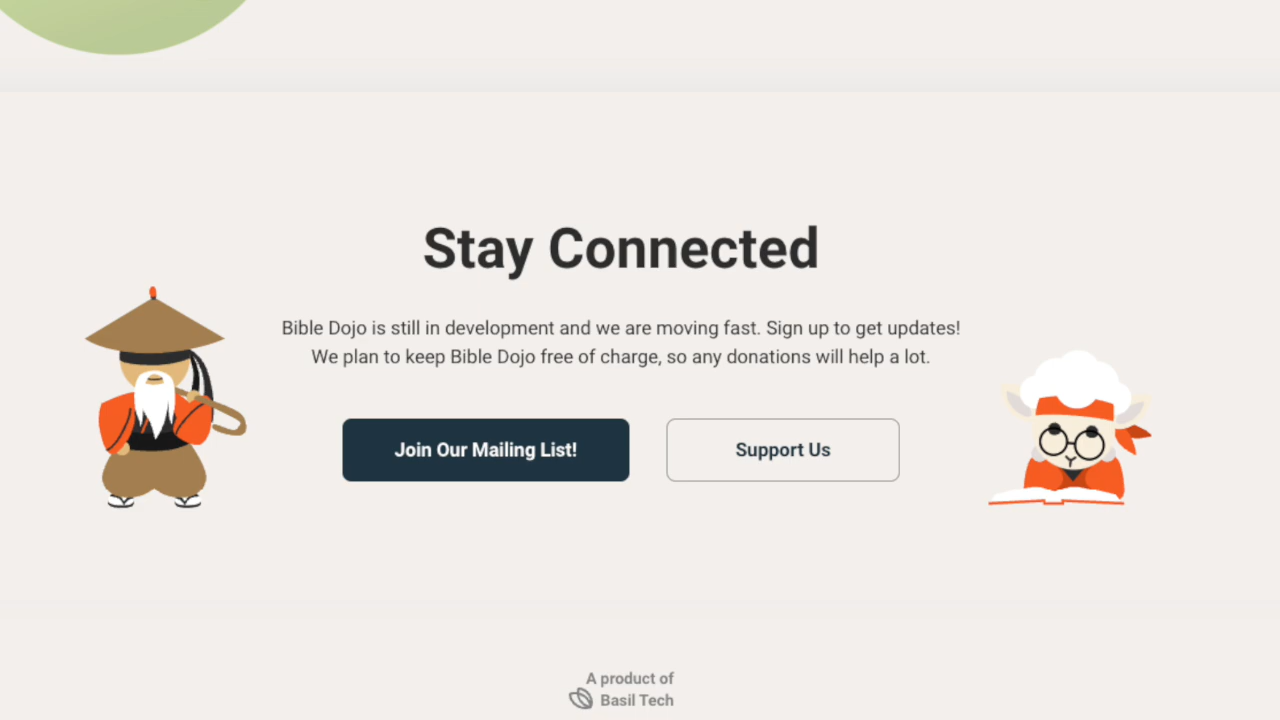 Stay Connected
Bible Dojo is still in development and we are moving fast. Sign up to get updates!
We plan to keep Bible Dojo free of charge, so any donations will help a lot.
Join Our Mailing List!
Support Us
A product of
Basil Tech